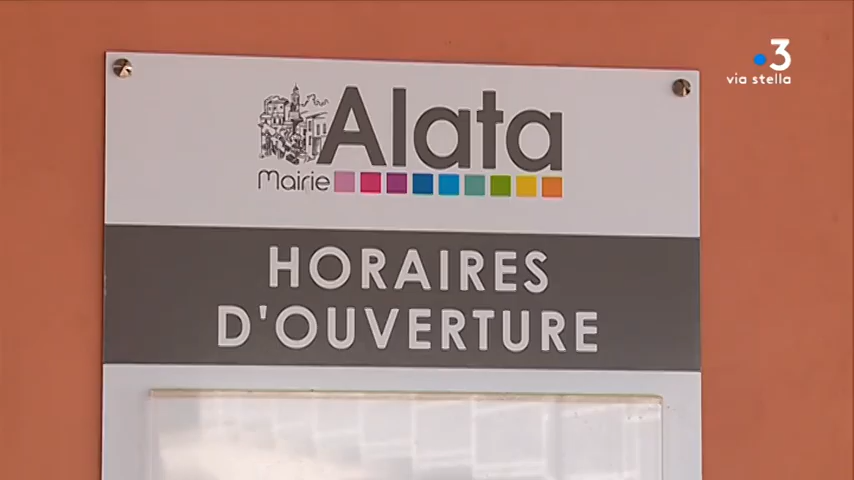 3
via stella
Alata
Mairie
HORAIRES
D'OUVERTURE